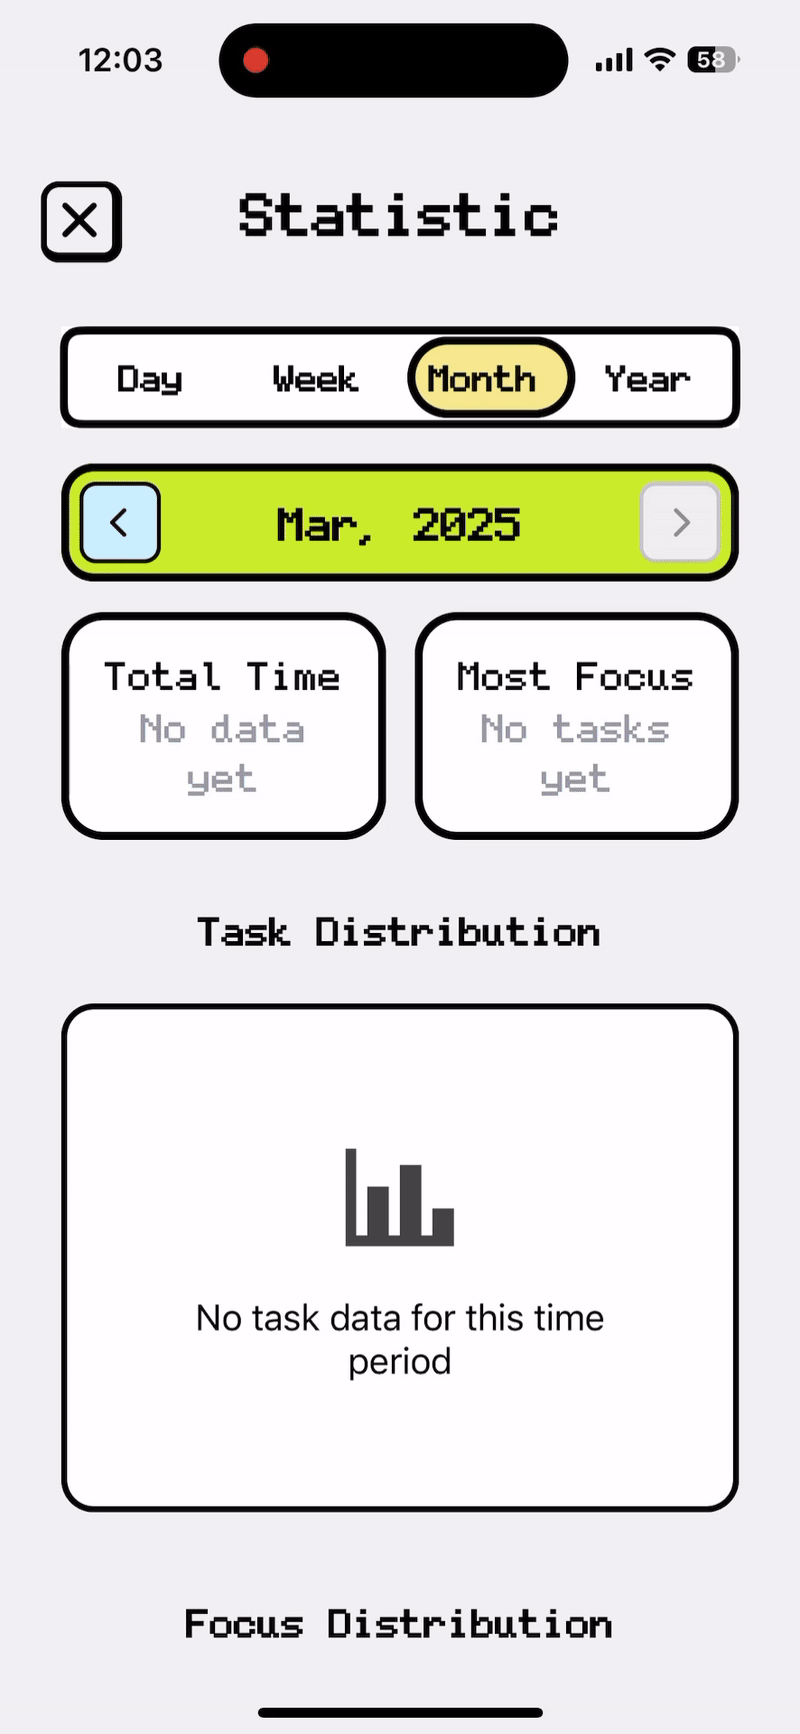 12:03
58
Statistic
Day Week Month Year
Mar, 2025
Total Time
No data
yet
Most Focus
No tasks
yet
Task Distribution
No task data for this time
period
Focus Distribution